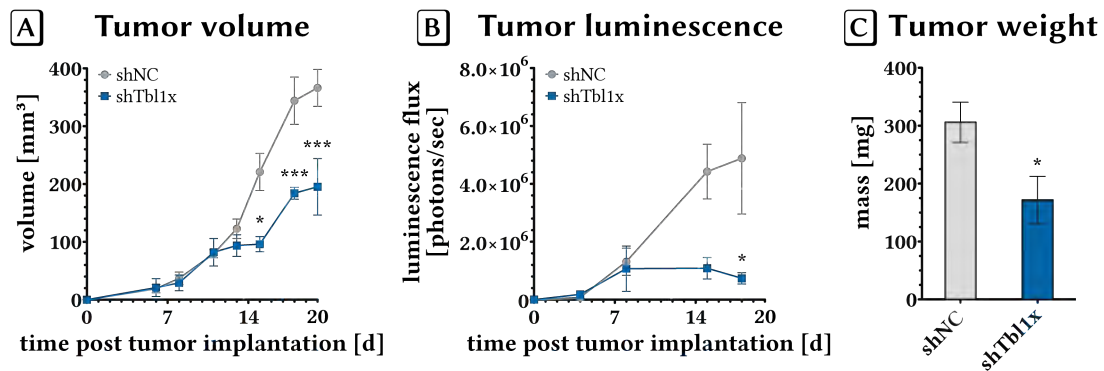 A Tumor volume
volume [mm³]
400
300
200
100
0
shNC
shTbl1x
*
***
***
0 7 14 20
time post tumor implantation [d]
B Tumor luminescence
luminescence flux
[photons/sec]
8.0×10⁶
6.0×10⁶
4.0×10⁶
2.0×10⁶
0
shNC
shTbl1x
*
0 7 14 20
time post tumor implantation [d]
C Tumor weight
mass [mg]
400
300
200
100
0
*
shNC
shTbl1x